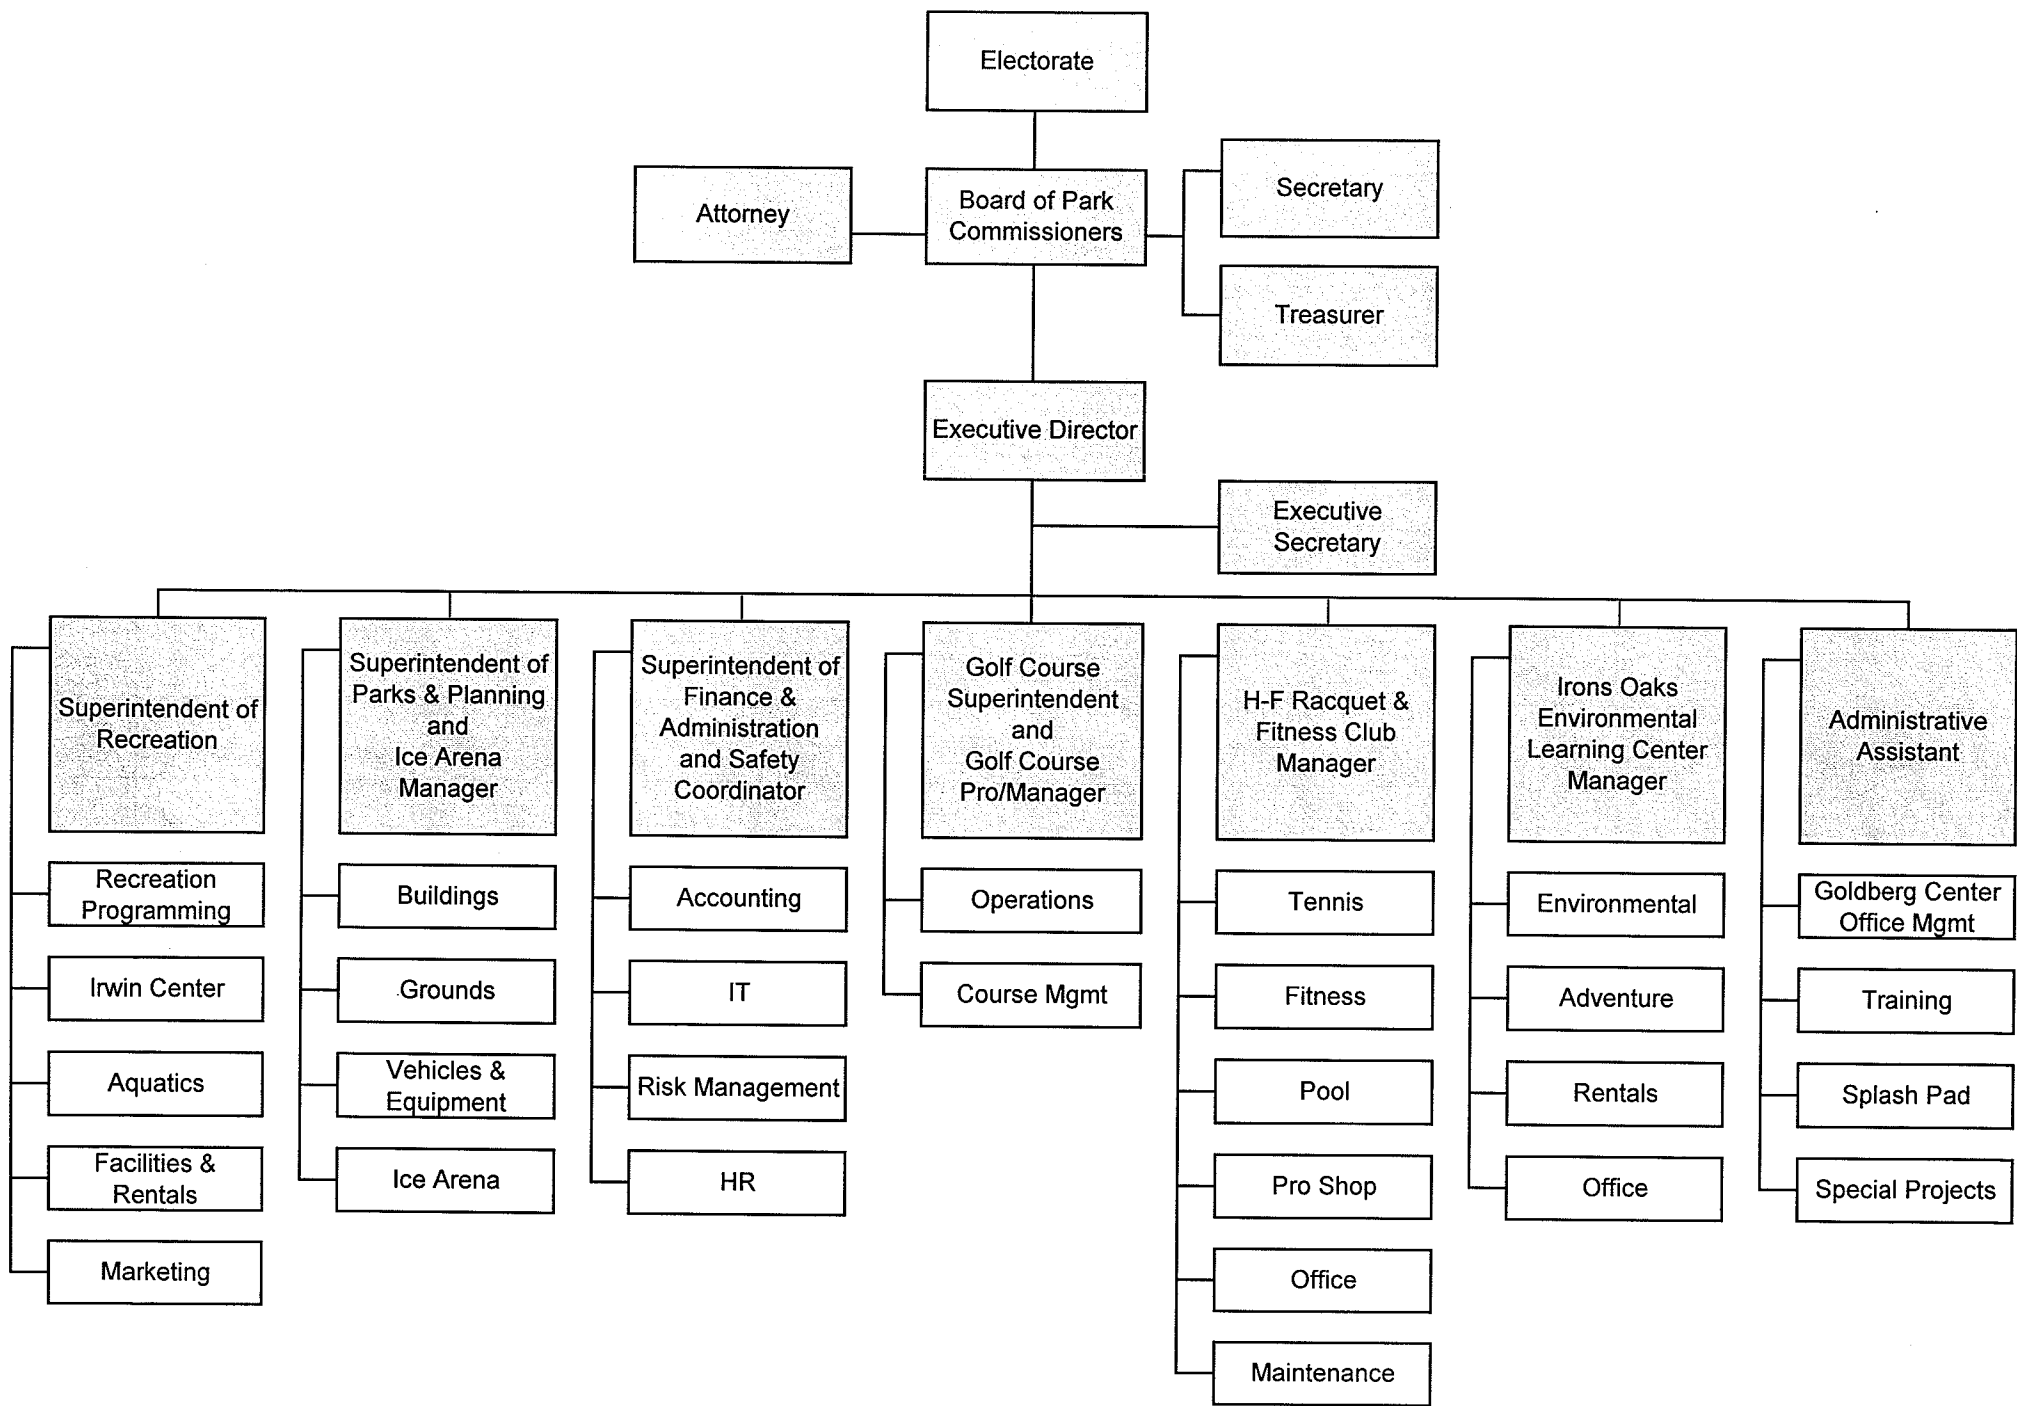 Electorate
Attorney
Board of Park
Commissioners
Secretary
Treasurer
Executive Director
Executive
Secretary
Superintendent of
Recreation
Recreation
Programming
Irwin Center
Aquatics
Facilities &
Rentals
Marketing
Superintendent of
Parks & Planning
and
Ice Arena
Manager
Buildings
Grounds
Vehicles &
Equipment
Ice Arena
Superintendent of
Finance &
Administration
and Safety
Coordinator
Accounting
IT
Risk Management
HR
Golf Course
Superintendent
and
Golf Course
Pro/Manager
Operations
Course Mgmt
H-F Racquet &
Fitness Club
Manager
Tennis
Fitness
Pool
Pro Shop
Office
Maintenance
Irons Oaks
Environmental
Learning Center
Manager
Environmental
Adventure
Rentals
Office
Administrative
Assistant
Goldberg Center
Office Mgmt
Training
Splash Pad
Special Projects